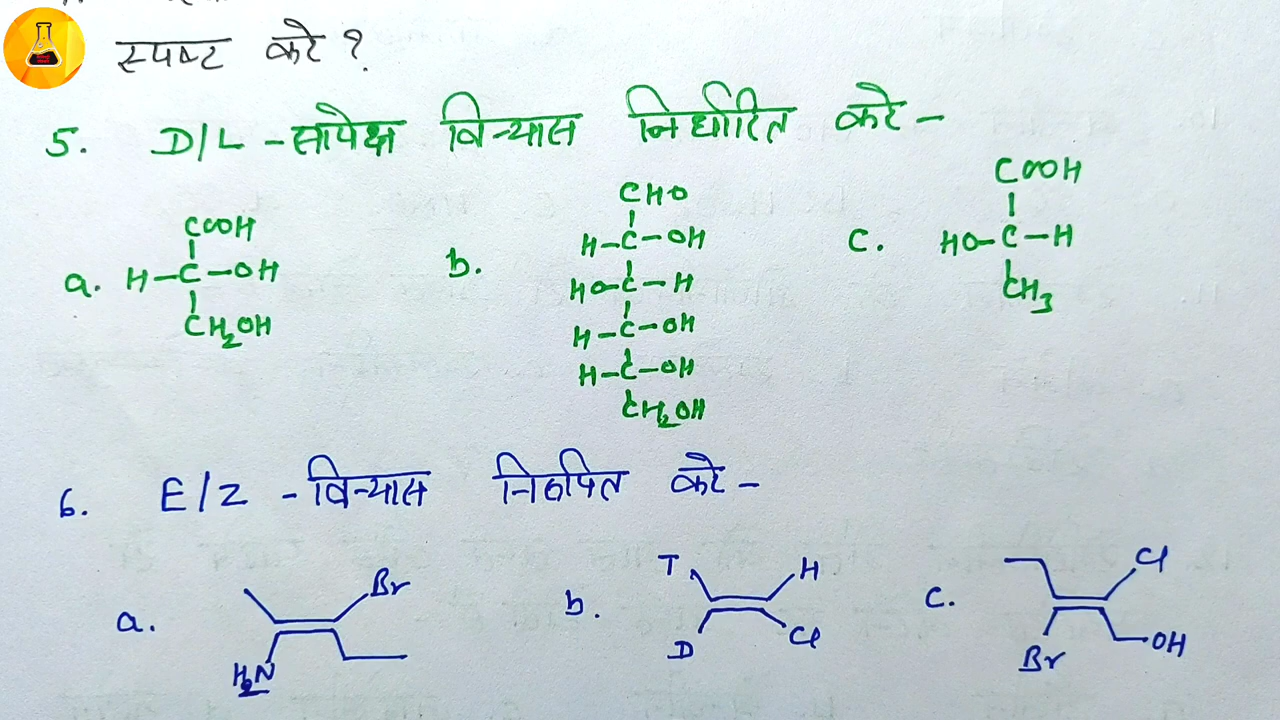 स्पष्ट करे ?
5. D/L - सापेक्ष विन्यास निर्धारित करे -
a. COOH
H-C-OH
CH2OH
b. CHO
H-C-OH
HO-C-H
H-C-OH
H-C-OH
CH2OH
c. COOH
HO-C-H
CH3
6. E/Z - विन्यास निरूपित करे -
a. Br
H2N
b. T H
D Cl
c. Cl
Br OH